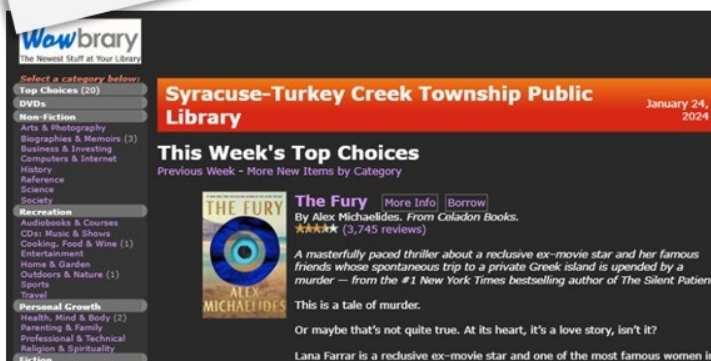 Wowbrary
The Newest Stuff at Your Library
Select a category below:
Top Choices (20)
DVDs
Non-Fiction
Arts & Photography
Biographies & Memoirs (3)
Business & Investing
Computers & Internet
History
Reference
Science
Society
Recreation
Audiobooks & Courses
CDs: Music & Shows
Cooking, Food & Wine (1)
Entertainment
Home & Garden
Outdoors & Nature (1)
Sports
Travel
Personal Growth
Health, Mind & Body (2)
Parenting & Family
Professional & Technical
Religion & Spirituality
Fiction
Syracuse-Turkey Creek Township Public
Library
January 24,
2024
This Week's Top Choices
Previous Week - More New Items by Category
THE FURY
ALEX
MICHAELIDES
The Fury More Info Borrow
By Alex Michaelides. From Celadon Books.
(3,745 reviews)
A masterfully paced thriller about a reclusive ex–movie star and her famous
friends whose spontaneous trip to a private Greek island is upended by a
murder — from the #1 New York Times bestselling author of The Silent Patien
This is a tale of murder.
Or maybe that's not quite true. At its heart, it's a love story, isn't it?
Lana Farrar is a reclusive ex–movie star and one of the most famous women i